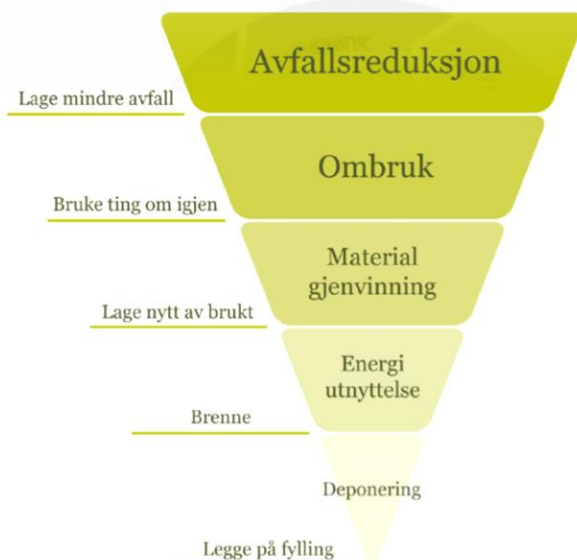 Avfallsreduksjon
Lage mindre avfall
Ombruk
Bruke ting om igjen
Material
gjenvinning
Lage nytt av brukt
Energi
utnyttelse
Brenne
Deponering
Legge på fylling